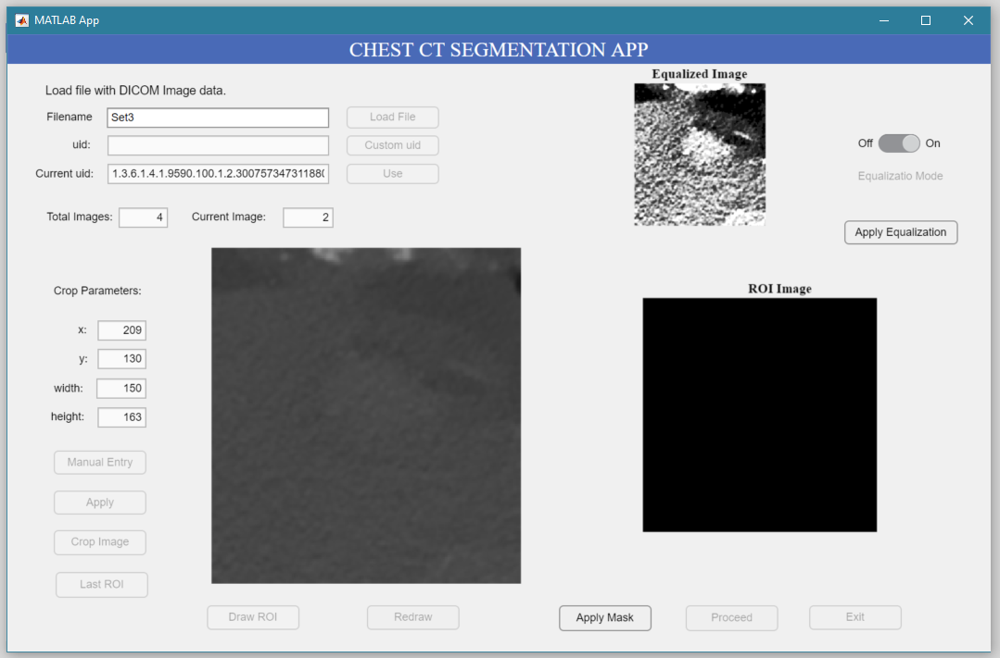 MATLAB App
CHEST CT SEGMENTATION APP
Load file with DICOM Image data.
Filename Set3 Load File
uid: Custom uid
Current uid: 1.3.6.1.4.1.9590.100.1.2.300757347311880 Use
Total Images: 4 Current Image: 2
Equalized Image
Off On
Equalizatio Mode
Apply Equalization
Crop Parameters:
x: 209
y: 130
width: 150
height: 163
Manual Entry
Apply
Crop Image
Last ROI
ROI Image
Draw ROI Redraw Apply Mask Proceed Exit